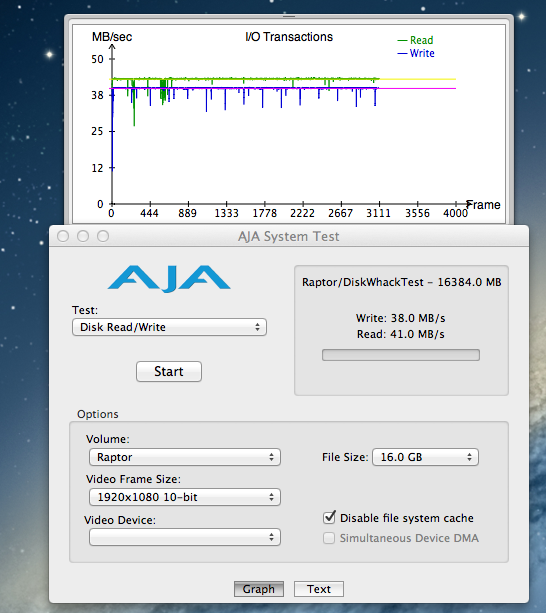 MB/sec
I/O Transactions
Read
Write
50
38
25
12
0
0 444 889 1333 1778 2222 2667 3111 3556 4000 Frame
AJA System Test
AJA
Raptor/DiskWhackTest - 16384.0 MB
Write: 38.0 MB/s
Read: 41.0 MB/s
Test:
Disk Read/Write
Start
Options
Volume:
Raptor
File Size: 16.0 GB
Video Frame Size:
1920x1080 10-bit
Video Device:
Disable file system cache
Simultaneous Device DMA
Graph Text